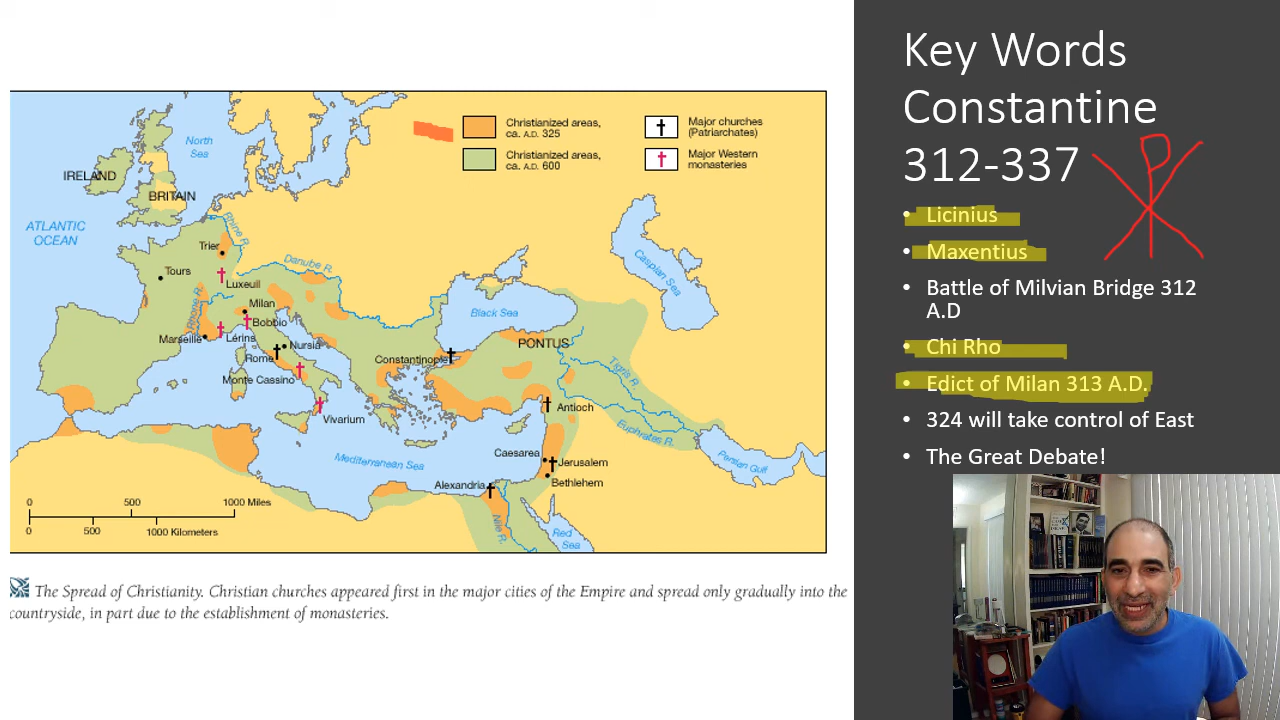 Christianized areas,
ca. A.D. 325
Christianized areas,
ca. A.D. 600
Major churches
(Patriarchates)
Major Western
monasteries
North
Sea
IRELAND
BRITAIN
ATLANTIC
OCEAN
Rhine R.
Trier
Tours
Luxeuil
Danube R.
Caspian Sea
Rhone R.
Milan
Bobbio
Black Sea
Marseille
Lérins
Nursia
Rome
PONTUS
Constantinople
Monte Cassino
Tigris R.
Vivarium
Antioch
Euphrates R.
Mediterranean Sea
Caesarea
Jerusalem
Bethlehem
Persian Gulf
Alexandria
Nile R.
Red
Sea
0 500 1000 Miles
0 500 1000 Kilometers
The Spread of Christianity. Christian churches appeared first in the major cities of the Empire and spread only gradually into the
countryside, in part due to the establishment of monasteries.
Key Words
Constantine
312-337
• Licinius
• Maxentius
• Battle of Milvian Bridge 312
A.D
• Chi Rho
• Edict of Milan 313 A.D.
• 324 will take control of East
• The Great Debate!